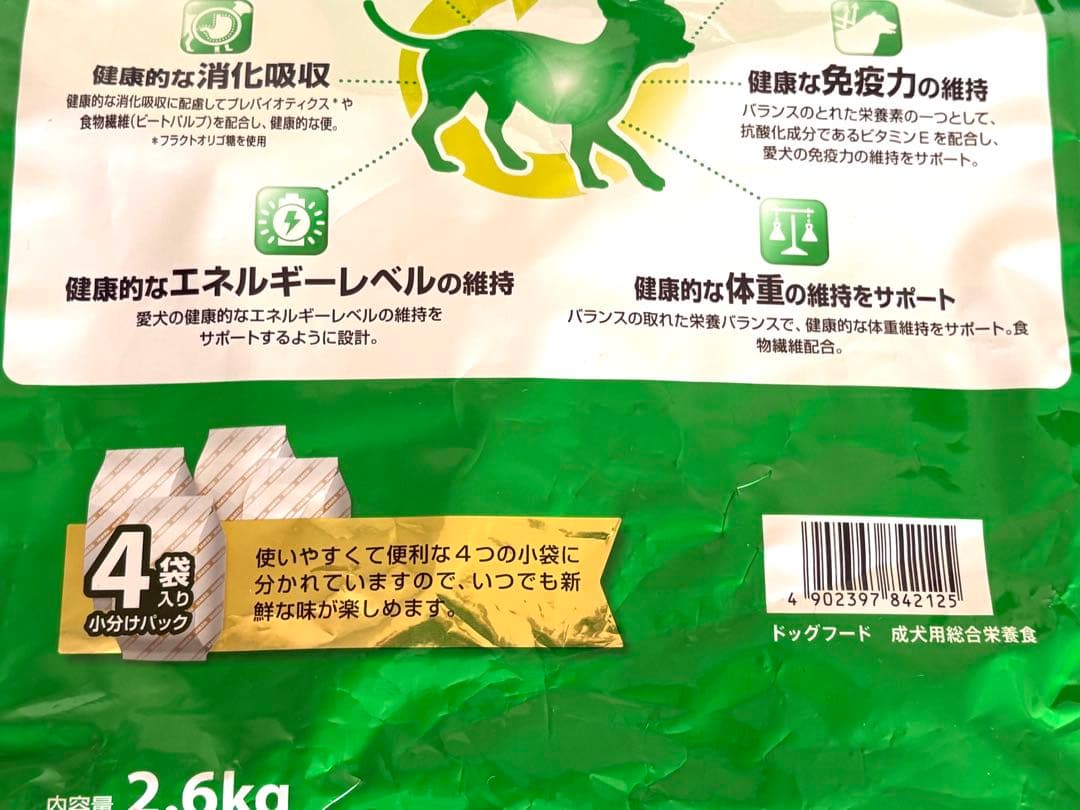 健康的な消化吸収
健康的な消化吸収に配慮してプレバイオティクス*や
食物繊維(ビートパルプ)を配合し、健康的な便。
*フラクトオリゴ糖を使用
健康な免疫力の維持
バランスのとれた栄養素の一つとして、
抗酸化成分であるビタミンEを配合し、
愛犬の免疫力の維持をサポート。
健康的なエネルギーレベルの維持
愛犬の健康的なエネルギーレベルの維持を
サポートするように設計。
健康的な体重の維持をサポート
バランスの取れた栄養バランスで、健康的な体重維持をサポート。食
物繊維配合。
4袋入り
小分けパック
使いやすくて便利な4つの小袋に
分かれていますので、いつでも新
鮮な味が楽しめます。
4 902397 842125
ドッグフード 成犬用総合栄養食
内容量 2.6kg